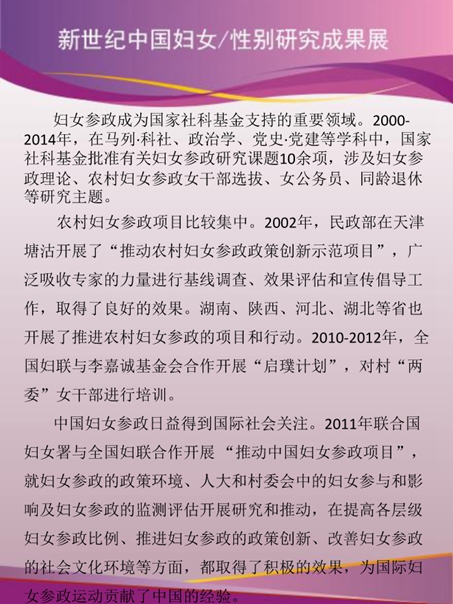 新世纪中国妇女/性别研究成果展
妇女参政成为国家社科基金支持的重要领域。2000-
2014年，在马列·科社、政治学、党史·党建等学科中，国家
社科基金批准有关妇女参政研究课题10余项，涉及妇女参
政理论、农村妇女参政女干部选拔、女公务员、同龄退休
等研究主题。
农村妇女参政项目比较集中。2002年，民政部在天津
塘沽开展了“推动农村妇女参政政策创新示范项目”，广
泛吸收专家的力量进行基线调查、效果评估和宣传倡导工
作，取得了良好的效果。湖南、陕西、河北、湖北等省也
开展了推进农村妇女参政的项目和行动。2010-2012年，全
国妇联与李嘉诚基金会合作开展“启璞计划”，对村“两
委”女干部进行培训。
中国妇女参政日益得到国际社会关注。2011年联合国
妇女署与全国妇联合作开展 “推动中国妇女参政项目”，
就妇女参政的政策环境、人大和村委会中的妇女参与和影
响及妇女参政的监测评估开展研究和推动，在提高各层级
妇女参政比例、推进妇女参政的政策创新、改善妇女参政
的社会文化环境等方面，都取得了积极的效果，为国际妇
女参政运动贡献了中国的经验。